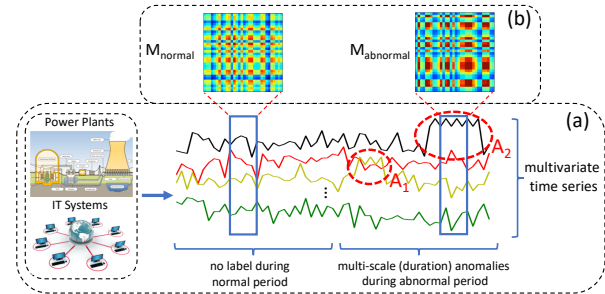 (b)
M_normal
M_abnormal
(a)
Power Plants
IT Systems
A_1
A_2
multivariate
time series
⋮
no label during
normal period
multi-scale (duration) anomalies
during abnormal period